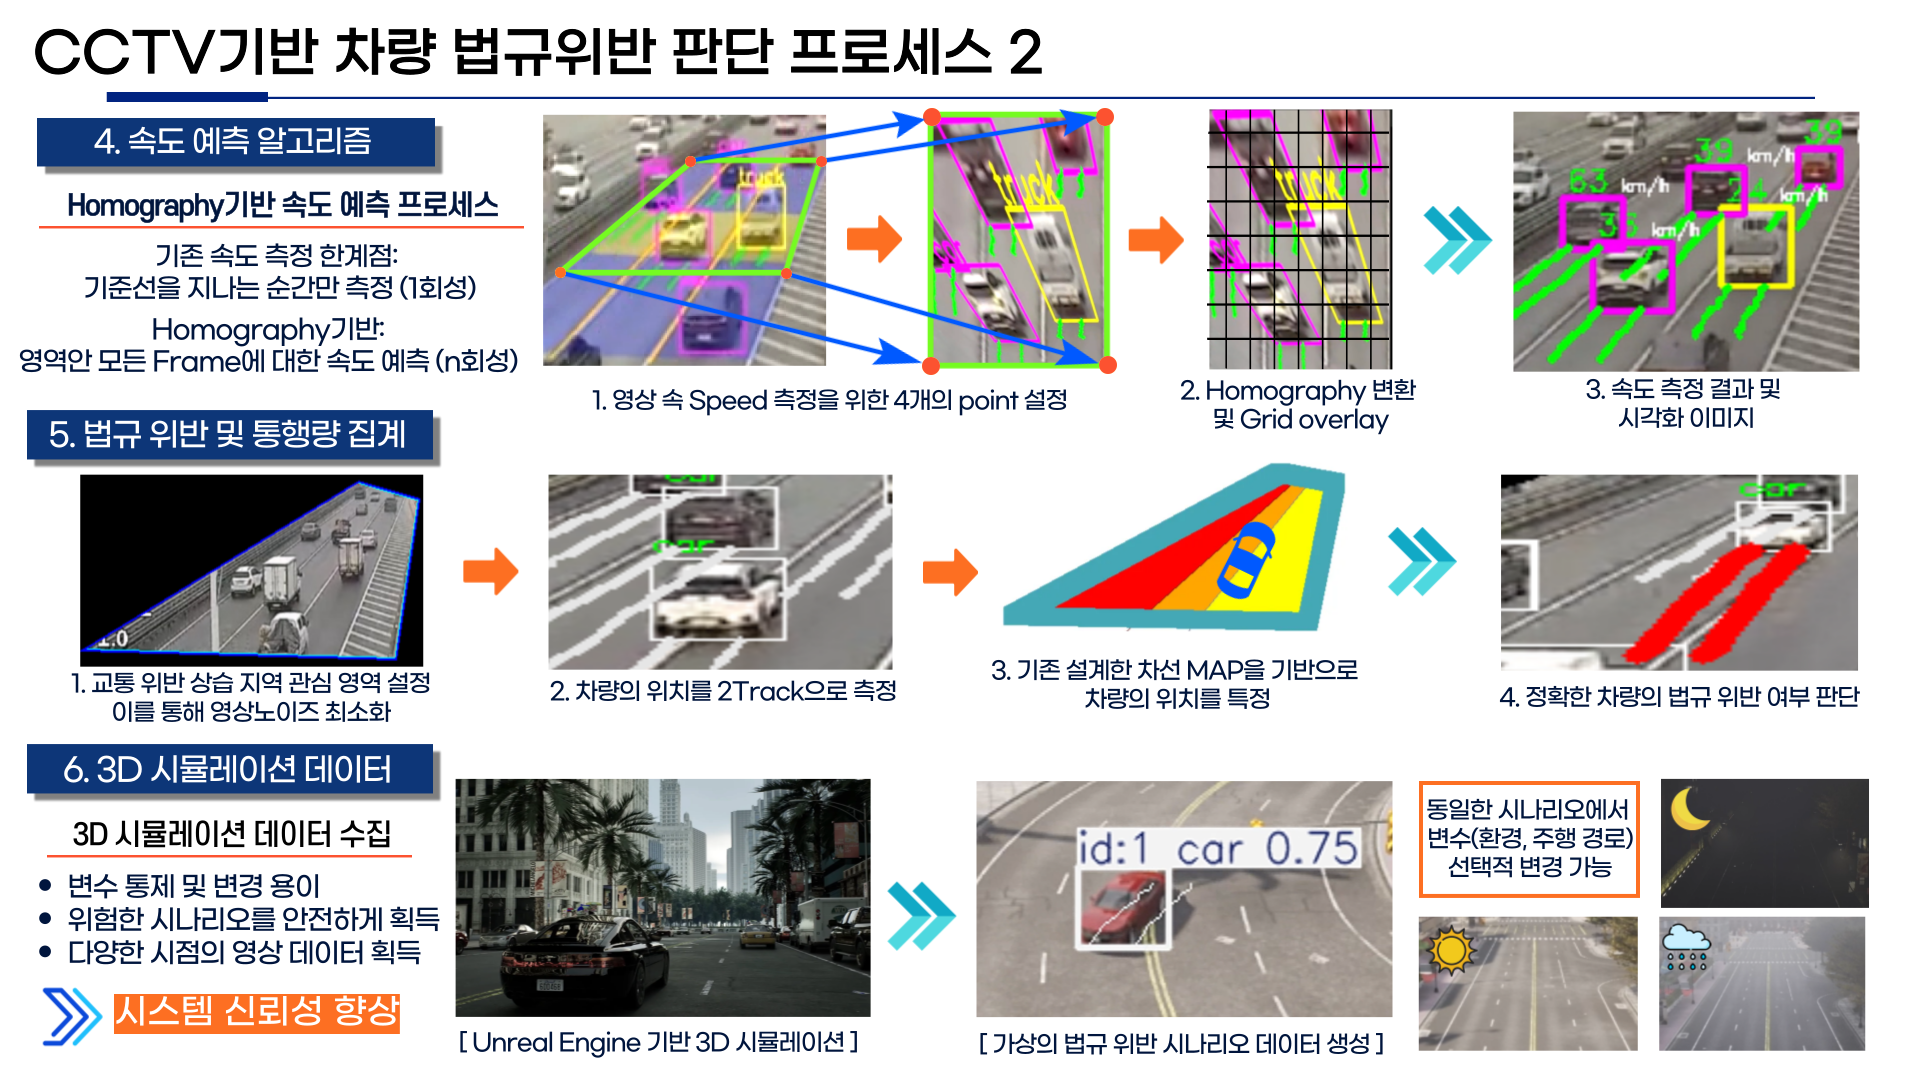 CCTV기반 차량 법규위반 판단 프로세스 2
4. 속도 예측 알고리즘
Homography기반 속도 예측 프로세스
기존 속도 측정 한계점:
기준선을 지나는 순간만 측정 (1회성)
Homography기반:
영역안 모든 Frame에 대한 속도 예측 (n회성)
truck
truck
truck
39
39
km/h
63
km/h
24
km/h
35
km/h
1. 영상 속 Speed 측정을 위한 4개의 point 설정
2. Homography 변환
및 Grid overlay
3. 속도 측정 결과 및
시각화 이미지
5. 법규 위반 및 통행량 집계
1.0
car
car
car
1. 교통 위반 상습 지역 관심 영역 설정
이를 통해 영상노이즈 최소화
2. 차량의 위치를 2Track으로 측정
3. 기존 설계한 차선 MAP을 기반으로
차량의 위치를 특정
4. 정확한 차량의 법규 위반 여부 판단
6. 3D 시뮬레이션 데이터
3D 시뮬레이션 데이터 수집
• 변수 통제 및 변경 용이
• 위험한 시나리오를 안전하게 획득
• 다양한 시점의 영상 데이터 획득
시스템 신뢰성 향상
[ Unreal Engine 기반 3D 시뮬레이션 ]
id:1 car 0.75
[ 가상의 법규 위반 시나리오 데이터 생성 ]
동일한 시나리오에서
변수(환경, 주행 경로)
선택적 변경 가능